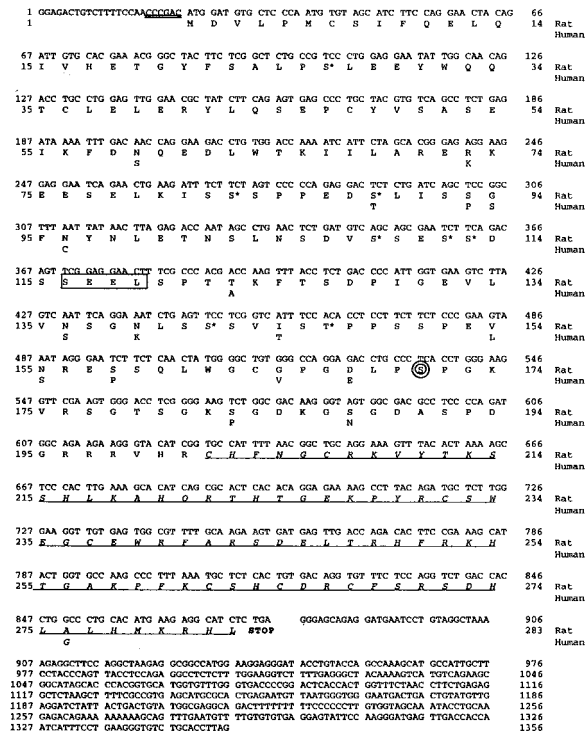 1 GGAGACTGTCTTTTCCAACCCGAC ATG GAT GTG CTC CCA ATG TGT AGC ATC TTC CAG GAA CTA CAG 66
1 M D V L P M C S I F Q E L Q 14 Rat
Human
67 ATT GTG CAC GAA ACG GGC TAC TTC TCG GCT CTG CCG TCC CTG GAG GAA TAT TGG CAA CAG 126
15 I V H E T G Y F S A L P S* L E E Y W Q Q 34 Rat
Human
127 ACC TGC CTG GAG TTG GAA CGC TAT CTT CAG AGT GAG CCC TGC TAC GTG TCA GCC TCT GAG 186
35 T C L E L E R Y L Q S E P C Y V S A S E 54 Rat
Human
187 ATA AAA TTT GAC AAC CAG GAA GAC CTG TGG ACC AAA ATC ATT CTA GCA CGG GAG AGG AAG 246
55 I K F D N Q E D L W T K I I L A R E R K 74 Rat
S K Human
247 GAG GAA TCA GAA CTG AAG ATT TCT TCT AGT CCC CCA GAG GAC TCT CTG ATC AGC TCC GGC 306
75 E E S E L K I S S* S P P E D S* L I S S G 94 Rat
T P S Human
307 TTT AAT TAT AAC TTA GAG ACC AAT AGC CTG AAC TCT GAT GTG AGC AGC GAA TCT TCA GAC 366
95 F N Y N L E T N S L N S D V S* S E S S* D 114 Rat
C Human
367 AGT TCG GAG GAA CTT TCG CCC ACG ACC AAG TTT ACC TCT GAC CCC ATT GGT GAA GTC TTA 426
115 S S E E L S P T T K F T S D P I G E V L 134 Rat
A Human
427 GTC AAT TCA GGA AAT CTG AGT TCC TCG GTC ATT TCC ACA CCT CCT TCT TCT CCC GAA GTA 486
135 V N S G N L S S* S V I S T* P P S S P E V 154 Rat
S K T L Human
487 AAT AGG GAA TCT TCT CAA CTA TGG GGC TGT GGG CCA GGA GAC CTG CCC TCA CCT GGG AAG 546
155 N R E S S Q L W G C G P G D L P S P G K 174 Rat
S P V E Human
547 GTT CGA AGT GGG ACC TCG GGG AAG TCT GGC GAC AAG GGT AGT GGC GAC GCC TCC CCA GAT 606
175 V R S G T S G K S G D K G S G D A S P D 194 Rat
P N Human
607 GGC AGA AGA AGG GTA CAT CGG TGC CAT TTT AAC GGC TGC AGG AAA GTT TAC ACT AAA AGC 666
195 G R R R V H R C H F N G C R K V Y T K S 214 Rat
Human
667 TCC CAC TTG AAA GCA CAT CAG CGC ACT CAC ACA GGA GAA AAG CCT TAC AGA TGC TCT TGG 726
215 S H L K A H Q R T H T G E K P Y R C S W 234 Rat
Human
727 GAA GGT TGT GAG TGG CGT TTT GCA AGA AGT GAT GAG TTG ACC AGA CAC TTC CGA AAG CAT 786
235 E G C E W R F A R S D E L T R H F R K H 254 Rat
Human
787 ACT GGT GCC AAG CCC TTT AAA TGC TCT CAC TGT GAC AGG TGT TTC TCC AGG TCT GAC CAC 846
255 T G A K P F K C S H C D R C F S R S D H 274 Rat
Human
847 CTG GCC CTG CAC ATG AAG AGG CAT CTC TGA GGGAGCAGAG GATGAATCCT GTAGGCTAAA 906
275 L A L H M K R H L STOP 283 Rat
G Human
907 AGAGGCTTCC AGGCTAAGAG GCGGCCATGG AAGGAGGGAT ACCTGTACCA GCCAAAGCAT GCCATTGCTT 976
977 CCTACCCAGT TACCTCCAGA GGCCTCTCTT GGAAGGTCTT TTGAGGGCT ACAAAAGTCA TGTCAGAAGC 1046
1047 GGCATAGCAC CACGGTGCA TGGTGTTTGG GTGACCCCGG ACTCACCACT GGTTTCTAAC CTTCTGAGAG 1116
1117 GCTCTAAGCT TTTCGCCGTG AGCATGCGCA CTGAGAATGT TAATGGGTGG GGAATGACTGA CTGTATGTTG 1186
1187 AGGATCTATT ACTGACTGTA TGGCGAGGCA GACTTTTTTT TTCCCCCCTT GTGGTAGCAA ATACCTGCAA 1256
1257 GAGACAGAAA AAAAAAGCAG TTTGAATGTT TTGTGTGTGA GGAGTATTCC AAGGGATGAG TTGACCACCA 1326
1327 ATCATTTCCT GAAGGGTGTC TGCACCTTAG 1356